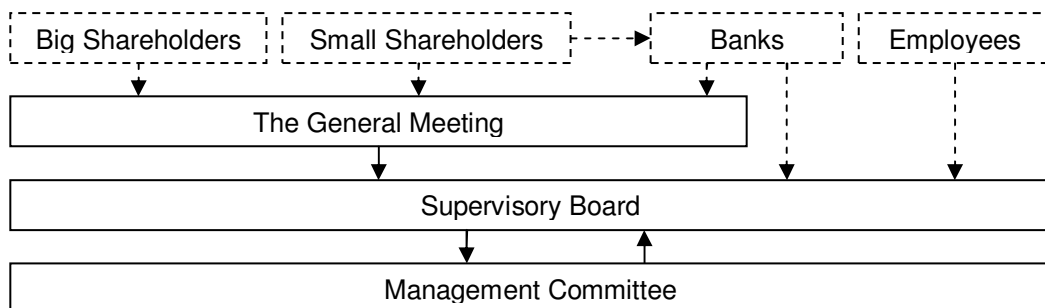 Big Shareholders
Small Shareholders
Banks
Employees
The General Meeting
Supervisory Board
Management Committee